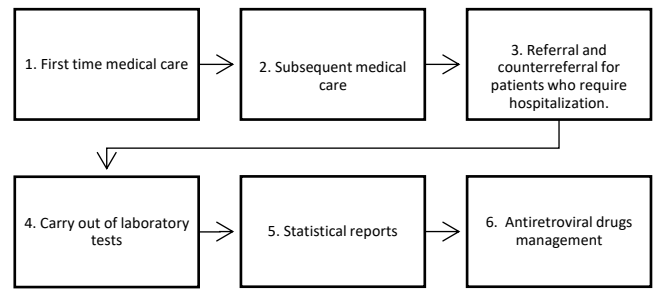 1. First time medical care
2. Subsequent medical
care
3. Referral and
counterreferral for
patients who require
hospitalization.
4. Carry out of laboratory
tests
5. Statistical reports
6. Antiretroviral drugs
management